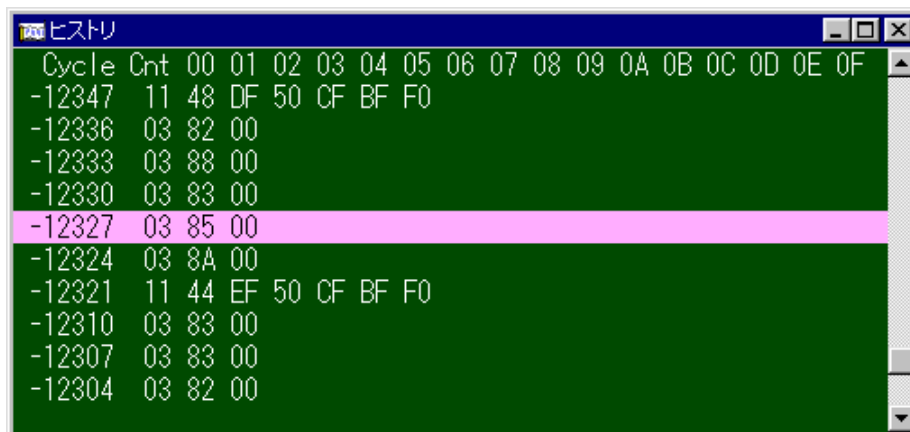 ヒストリ
Cycle Cnt 00 01 02 03 04 05 06 07 08 09 0A 0B 0C 0D 0E 0F
-12347 11 48 DF 50 CF BF F0
-12336 03 82 00
-12333 03 88 00
-12330 03 83 00
-12327 03 85 00
-12324 03 8A 00
-12321 11 44 EF 50 CF BF F0
-12310 03 83 00
-12307 03 83 00
-12304 03 82 00